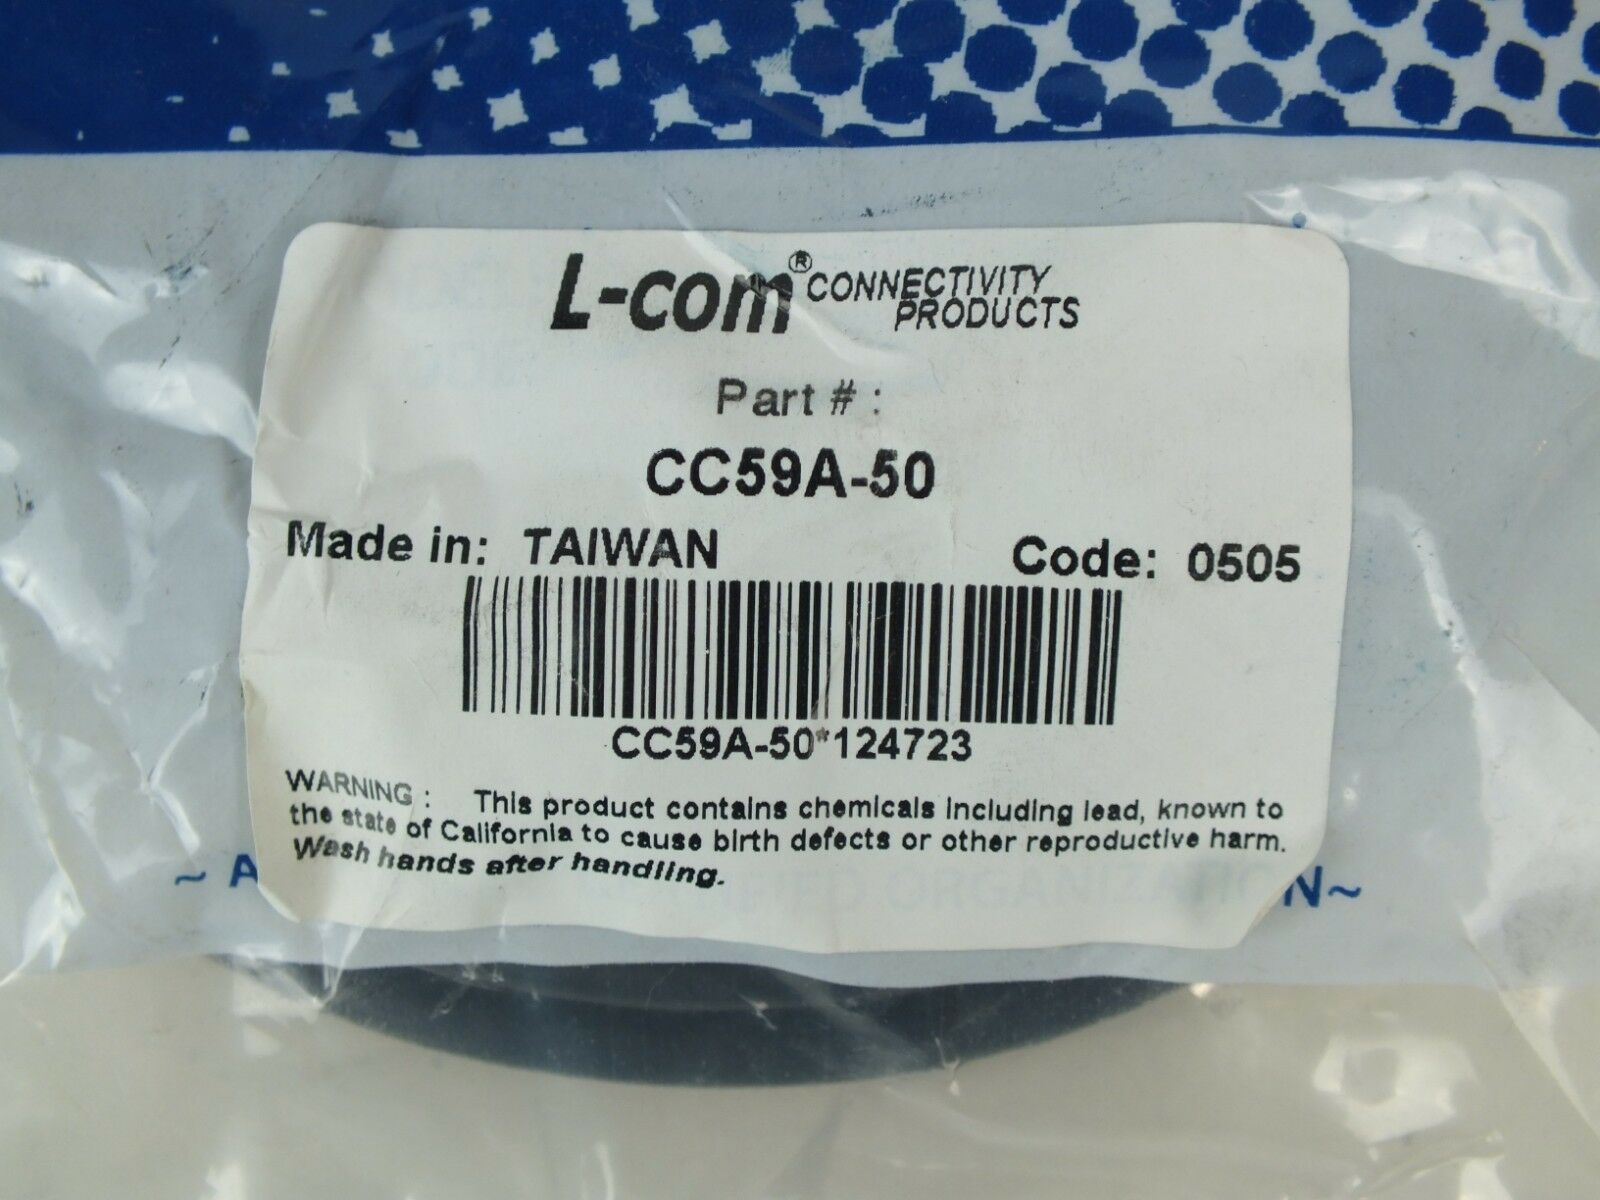 L-com® CONNECTIVITY
PRODUCTS
Part # :
CC59A-50
Made in: TAIWAN Code: 0505
CC59A-50*124723
WARNING : This product contains chemicals including lead, known to
the state of California to cause birth defects or other reproductive harm.
Wash hands after handling.